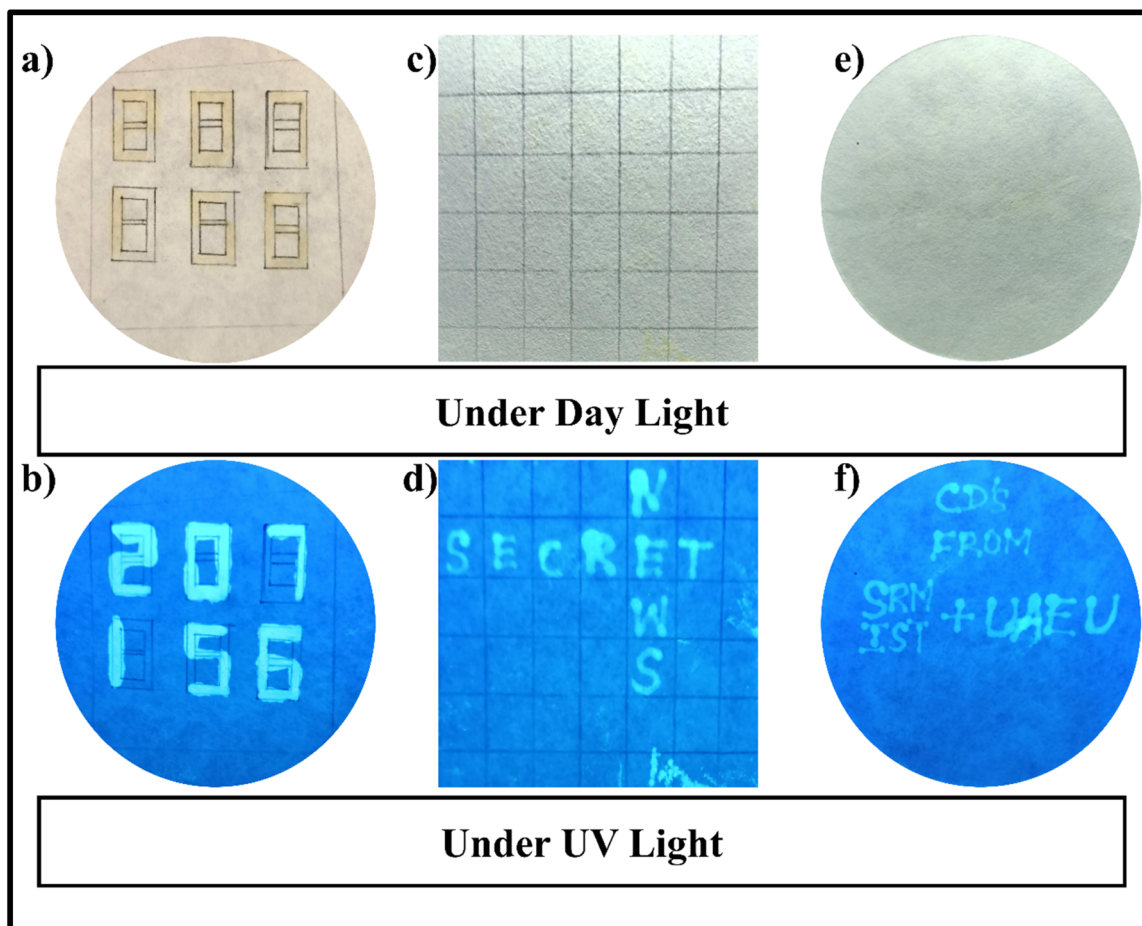 a)
c)
e)
Under Day Light
b)
207
156
d)
N
SECRET
W
S
f)
CD's
FROM
SRM
IST
+UAEU
Under UV Light